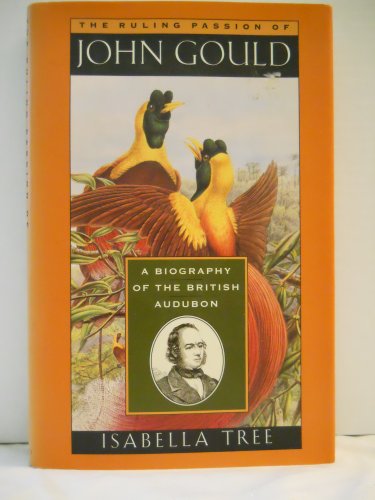 THE RULING PASSION OF
JOHN GOULD
A BIOGRAPHY
OF THE BRITISH
AUDUBON
ISABELLA TREE